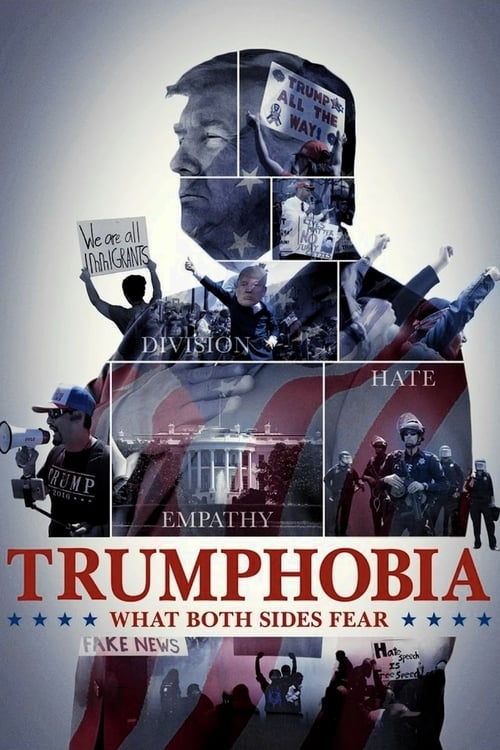 TRUMP
ALL THE
WAY!
We are all
IMMIGRANTS
DIVISION
HATE
TRUMP
2016
EMPATHY
TRUMPHOBIA
WHAT BOTH SIDES FEAR
FAKE NEWS
Hate
Speech
IS
Free Speech